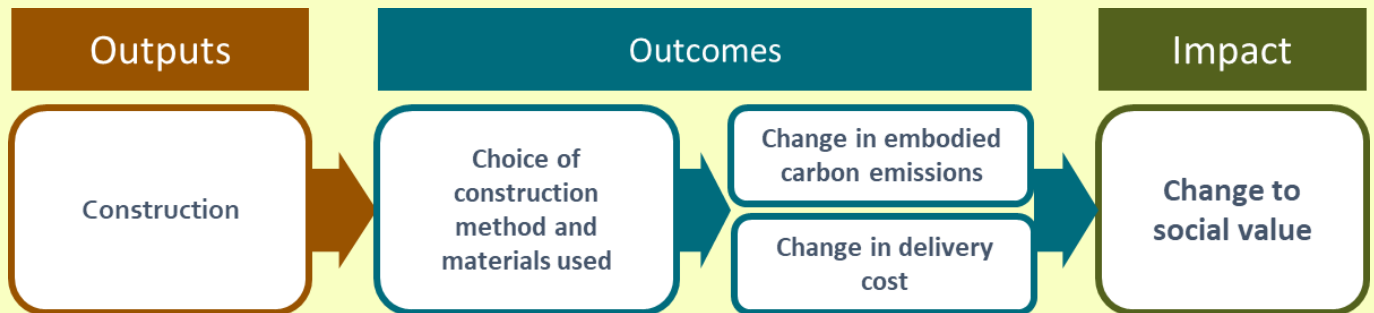 Outputs
Outcomes
Impact
Construction
Choice of
construction
method and
materials used
Change in embodied
carbon emissions
Change in delivery
cost
Change to
social value